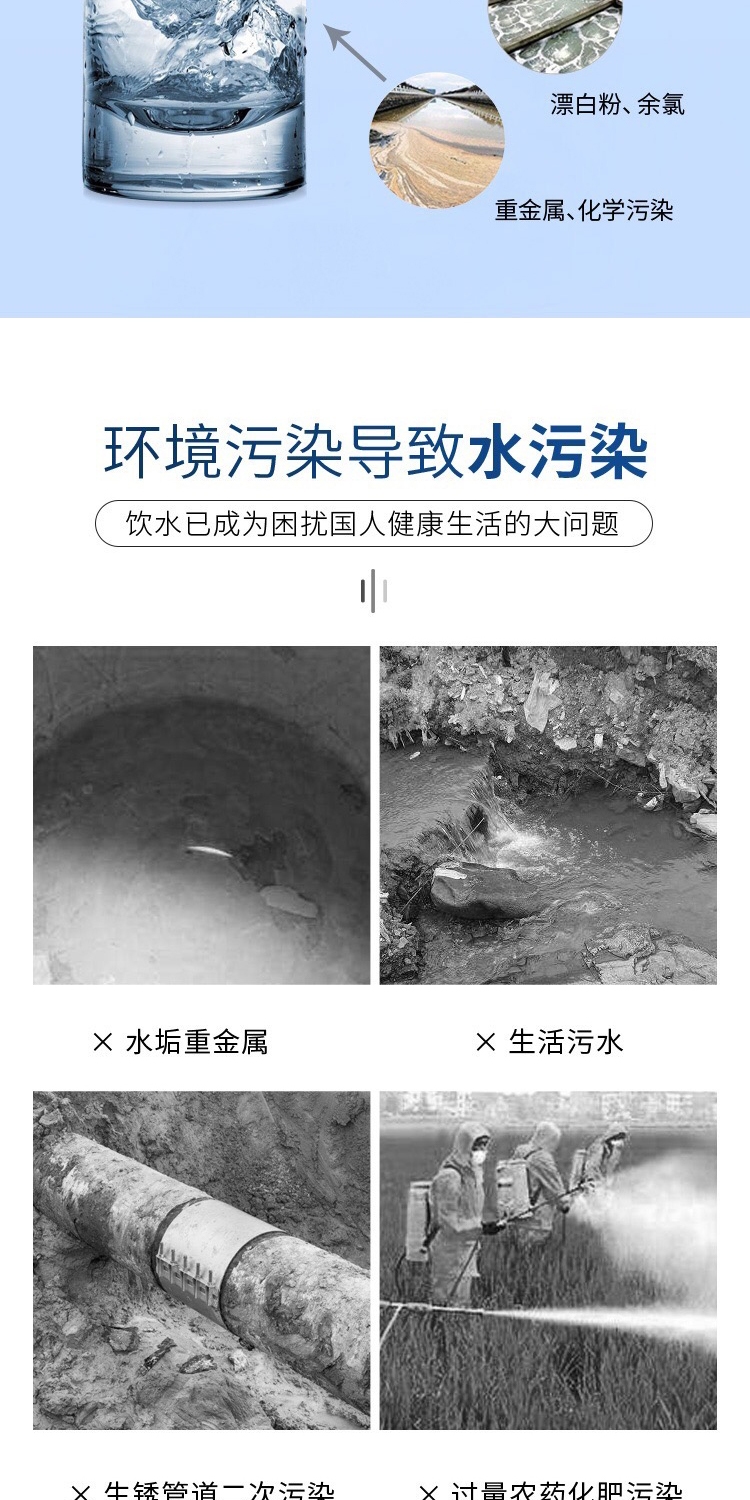 漂白粉、余氯
重金属、化学污染
环境污染导致水污染
饮水已成为困扰国人健康生活的大问题
× 水垢重金属
× 生活污水
× 生锈管道二次污染
× 过量农药化肥污染